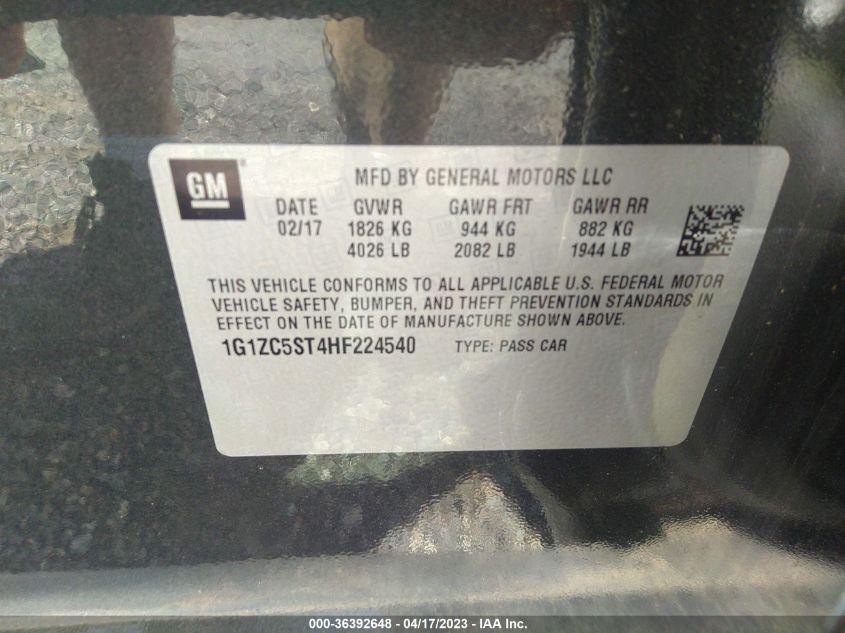 GM
MFD BY GENERAL MOTORS LLC
DATE GVWR GAWR FRT GAWR RR
02/17 1826 KG 944 KG 882 KG
4026 LB 2082 LB 1944 LB
THIS VEHICLE CONFORMS TO ALL APPLICABLE U.S. FEDERAL MOTOR
VEHICLE SAFETY, BUMPER, AND THEFT PREVENTION STANDARDS IN
EFFECT ON THE DATE OF MANUFACTURE SHOWN ABOVE.
1G1ZC5ST4HF224540 TYPE: PASS CAR
000-36392648 - 04/17/2023 - IAA Inc.